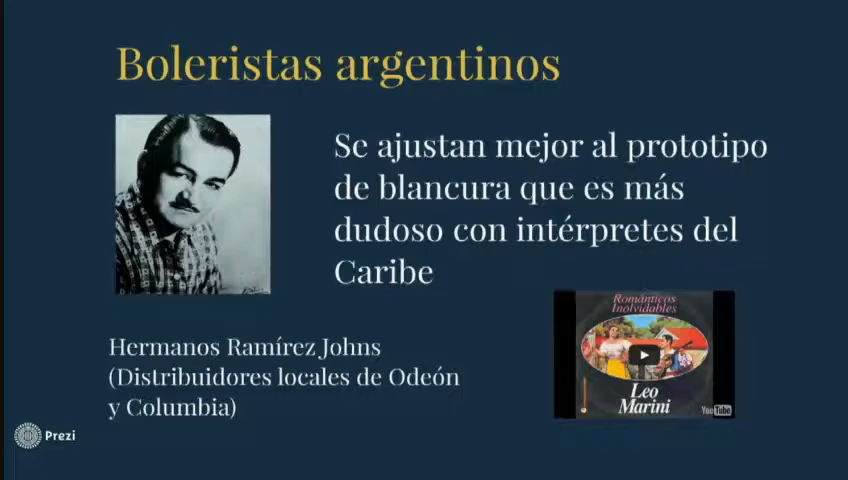 Boleristas argentinos
Se ajustan mejor al prototipo
de blancura que es más
dudoso con intérpretes del
Caribe
Románticos
Inolvidables
Leo
Marini
YouTube
Hermanos Ramírez Johns
(Distribuidores locales de Odeón
y Columbia)
Prezi